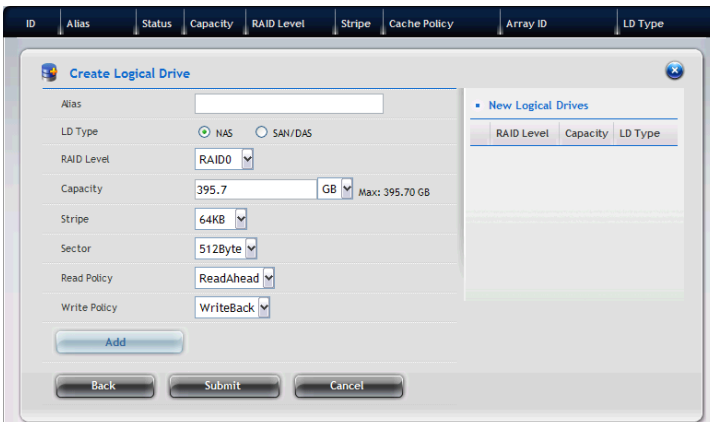 ID Alias Status Capacity RAID Level Stripe Cache Policy Array ID LD Type
Create Logical Drive
Alias
New Logical Drives
LD Type NAS SAN/DAS
RAID Level Capacity LD Type
RAID Level RAID0
Capacity 395.7 GB Max: 395.70 GB
Stripe 64KB
Sector 512Byte
Read Policy ReadAhead
Write Policy WriteBack
Add
Back Submit Cancel